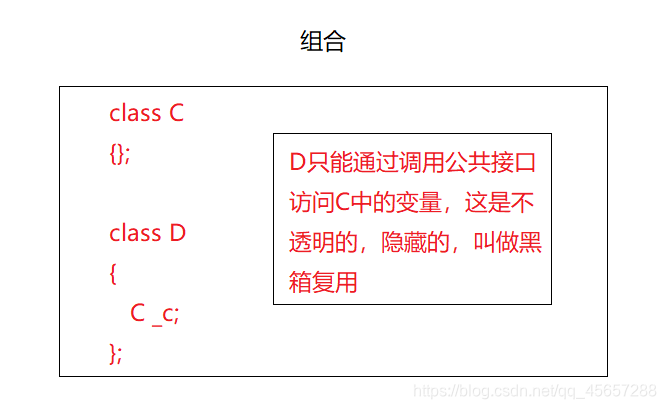 组合
class C
{};
class D
{
C _c;
};
D只能通过调用公共接口
访问C中的变量，这是不
透明的，隐藏的，叫做黑
箱复用
https://blog.csdn.net/qq_45657288